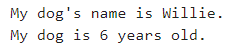 My dog's name is Willie.
My dog is 6 years old.